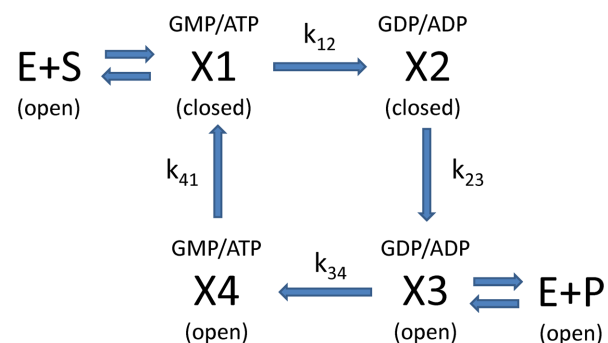 GMP/ATP
k12
GDP/ADP
E+S
X1
X2
(open)
(closed)
(closed)
k41
k23
GMP/ATP
k34
GDP/ADP
X4
X3
E+P
(open)
(open)
(open)